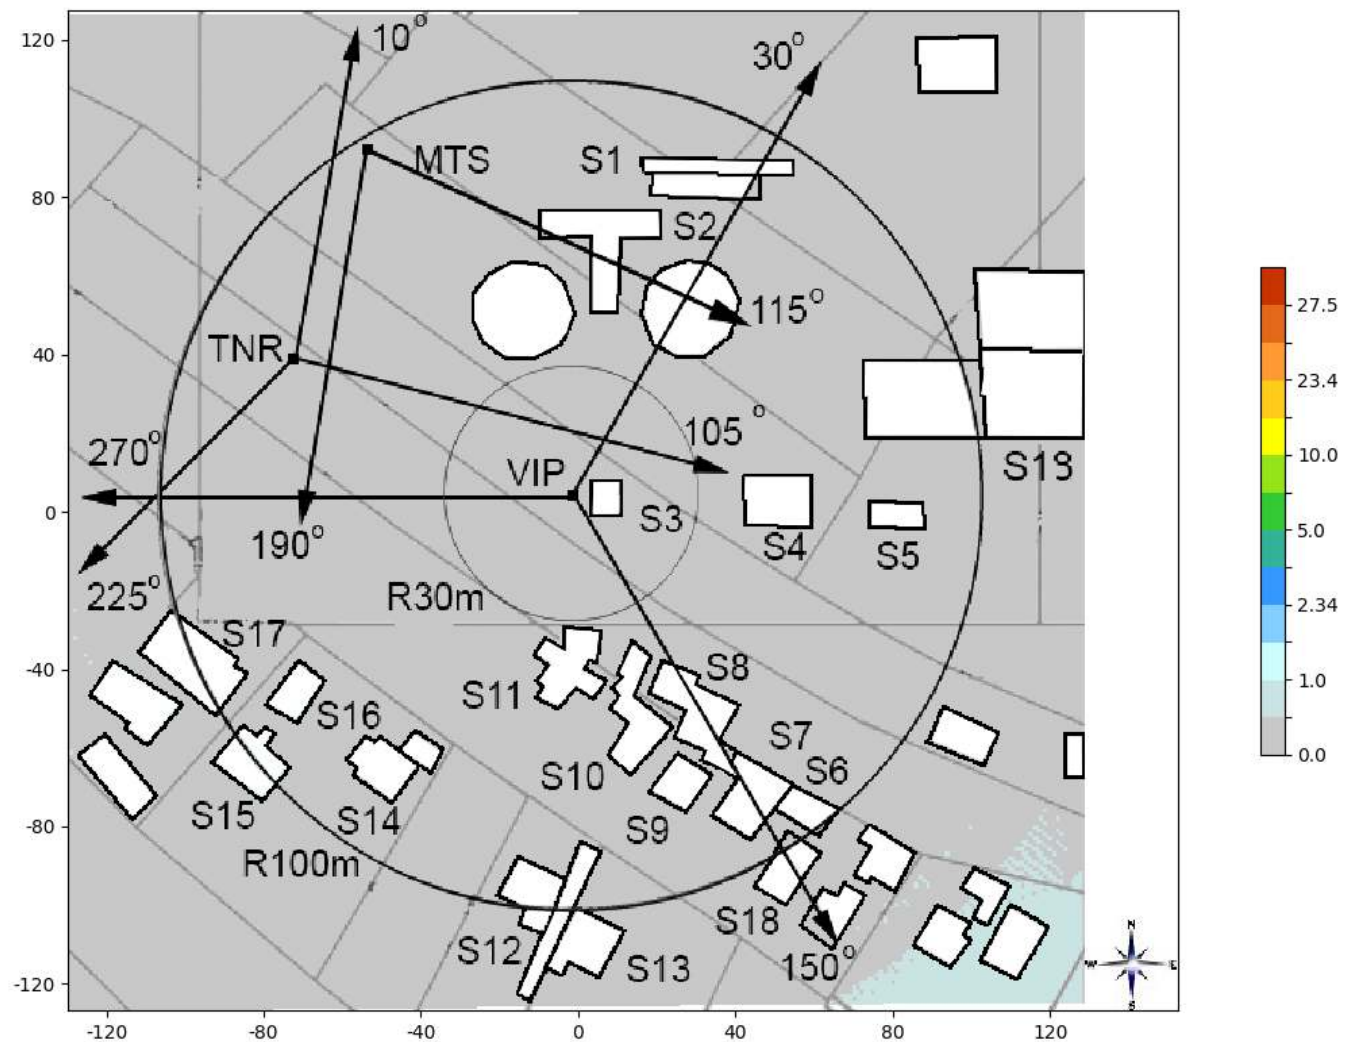 120
80
40
0
-40
-80
-120
-120
-80
-40
0
40
80
120
10°
30°
MTS
S1
S2
115°
TNR
105°
270°
VIP
S13
S3
S4
S5
190°
225°
R30m
S17
S8
S11
S16
S7
S6
S10
S15
S14
S9
R100m
S18
S12
S13
150°
27.5
23.4
10.0
5.0
2.34
1.0
0.0
N
W
E
S